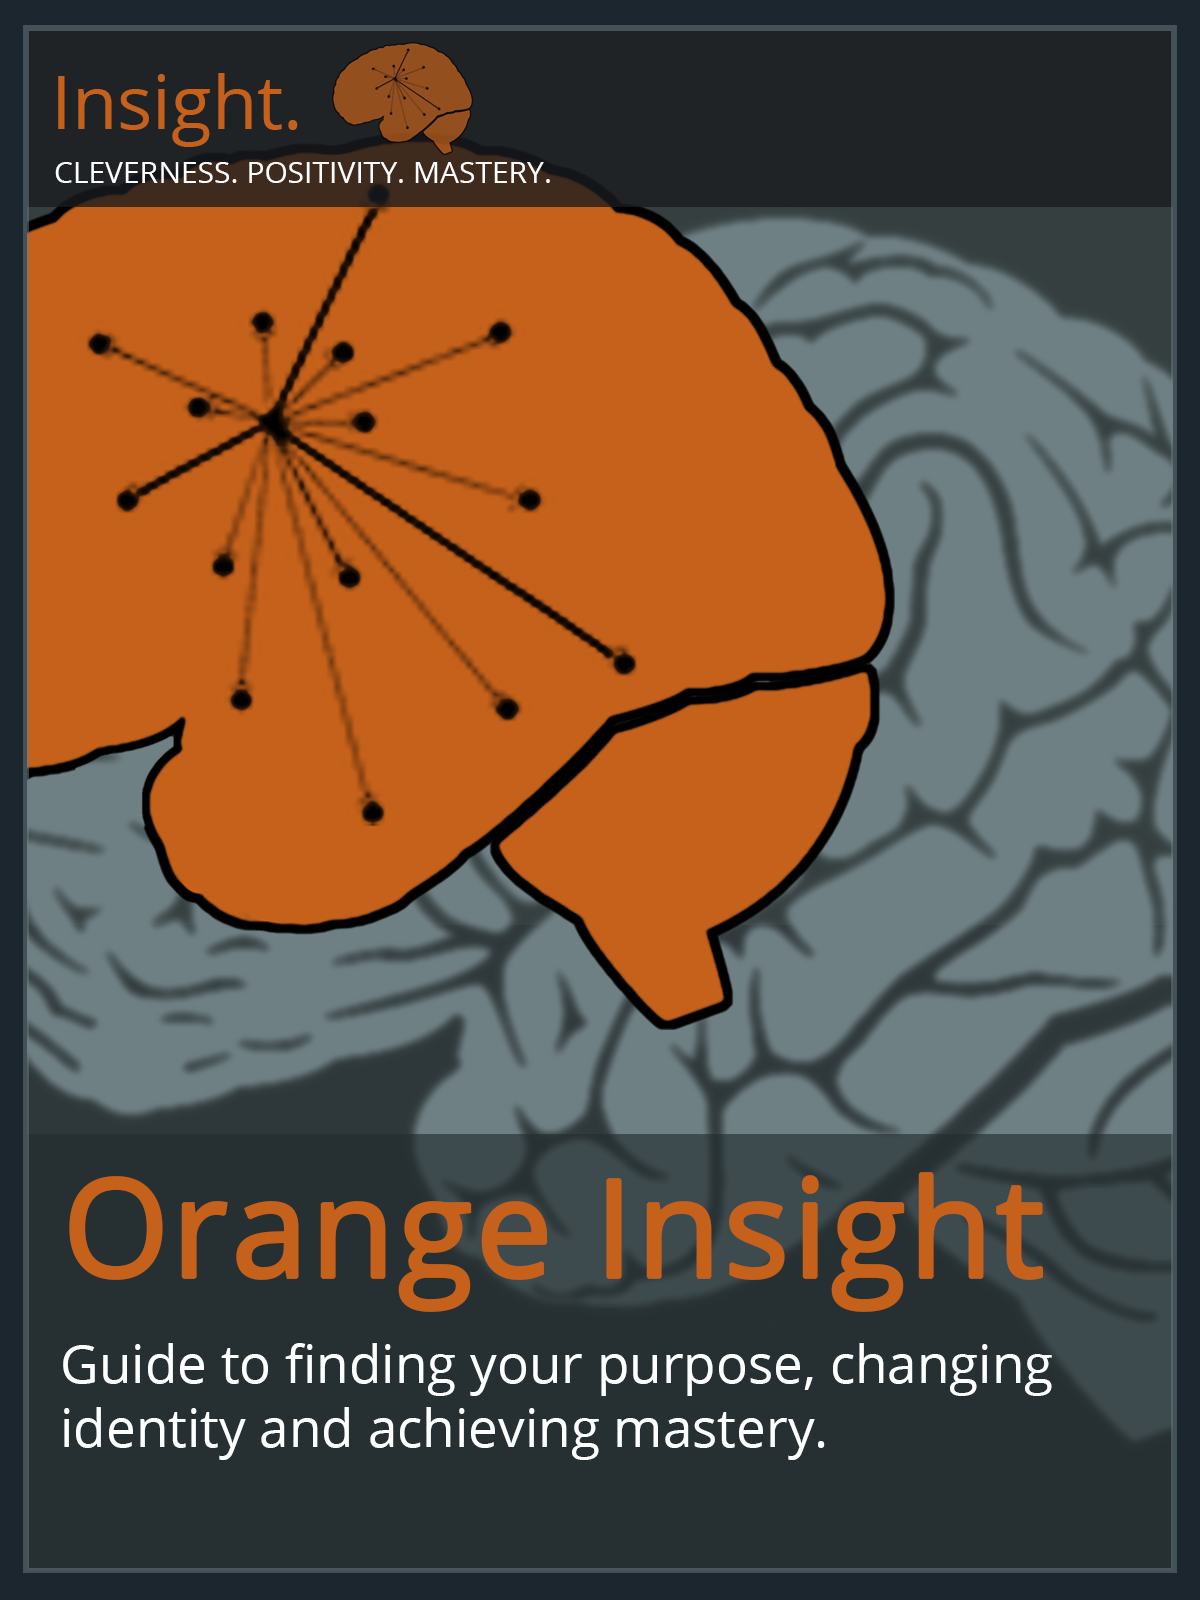 Insight.
CLEVERNESS. POSITIVITY. MASTERY.
Orange Insight
Guide to finding your purpose, changing
identity and achieving mastery.